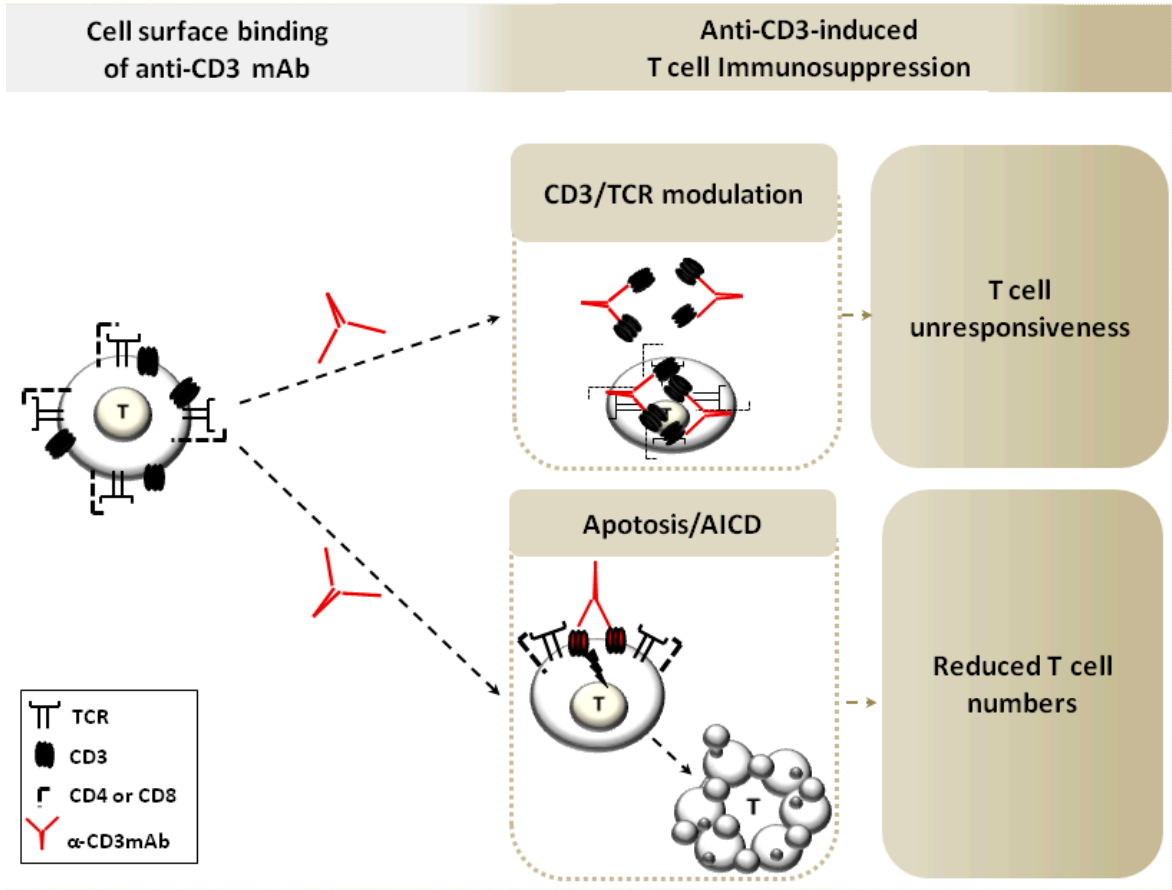 Cell surface binding
of anti-CD3 mAb
Anti-CD3-induced
T cell Immunosuppression
CD3/TCR modulation
T cell
unresponsiveness
T
T
Apotosis/AICD
T
T
Reduced T cell
numbers
TCR
CD3
CD4 or CD8
α-CD3mAb